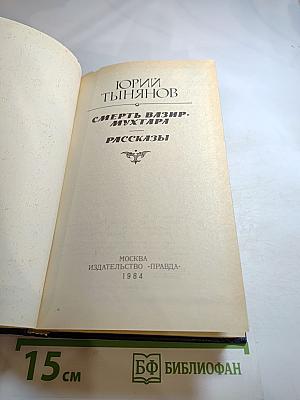 ЮРИЙ
ТЫНЯНОВ
СМЕРТЬ ВАЗИР-
МУХТАРА
РАССКАЗЫ
МОСКВА
ИЗДАТЕЛЬСТВО «ПРАВДА»
1984
15 см
БФ БИБЛИОФАН